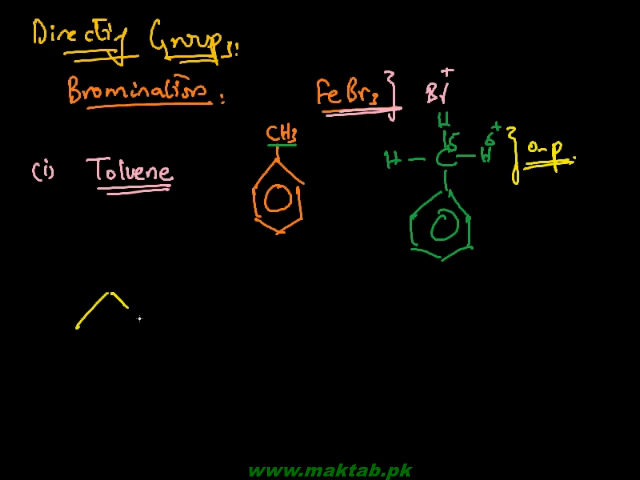 Directing Groups:
Bromination:
FeBr3} Br+
(i) Toluene
CH3
H
H — C — H
δ δ+
} o-p.
www.maktab.pk